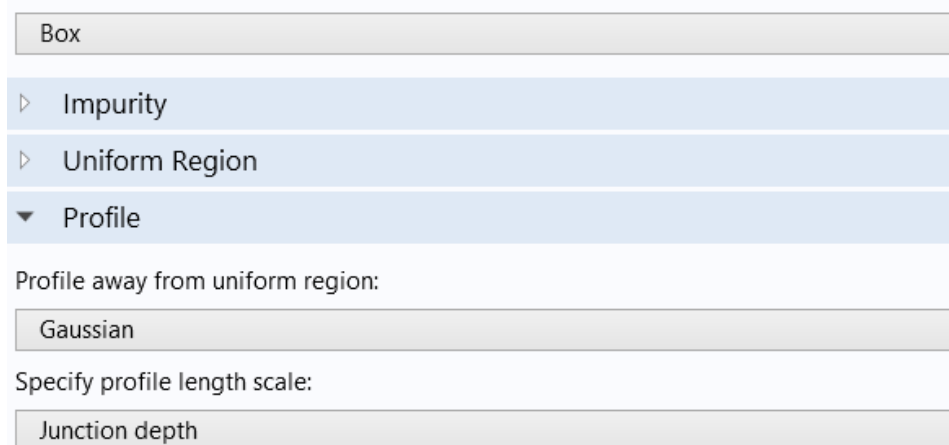 Box
Impurity
Uniform Region
Profile
Profile away from uniform region:
Gaussian
Specify profile length scale:
Junction depth